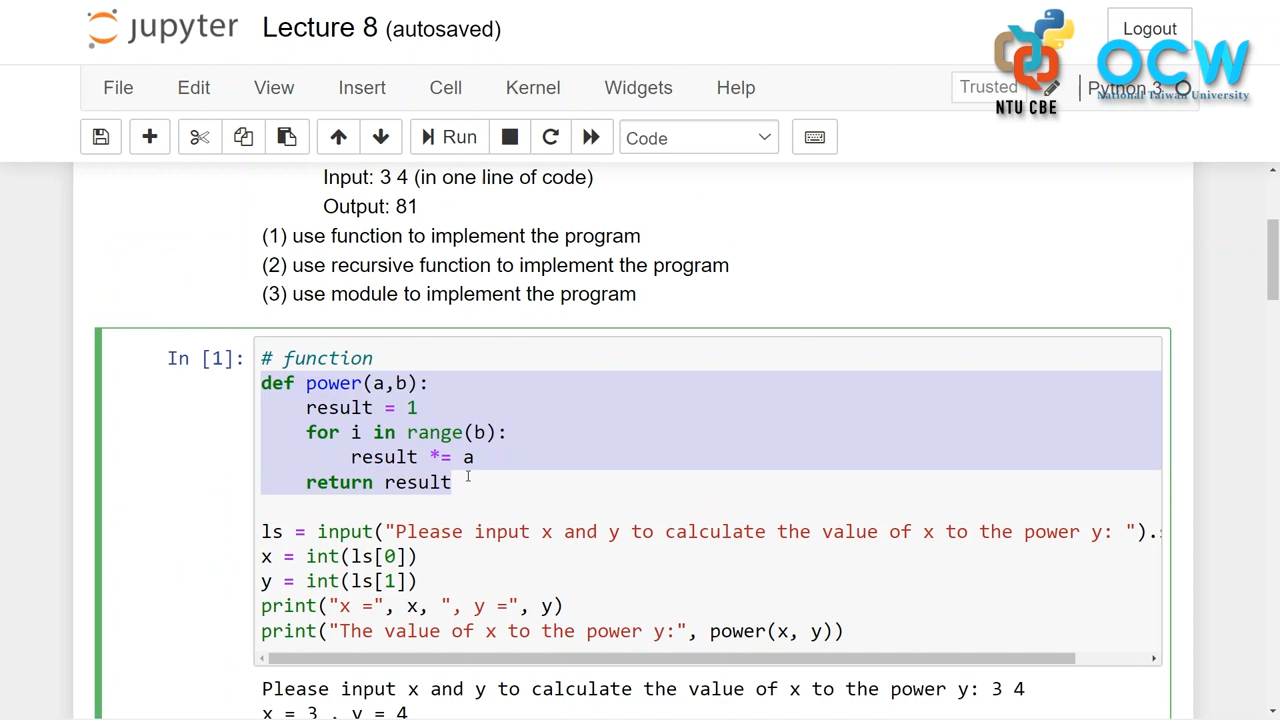 jupyter Lecture 8 (autosaved)
Logout
NTU CBE
OCW
National Taiwan University
File Edit View Insert Cell Kernel Widgets Help
Trusted
Python 3
Run
Code
Input: 3 4 (in one line of code)
Output: 81
(1) use function to implement the program
(2) use recursive function to implement the program
(3) use module to implement the program
In [1]:
# function
def power(a,b):
    result = 1
    for i in range(b):
        result *= a
    return result
ls = input("Please input x and y to calculate the value of x to the power y: ").
x = int(ls[0])
y = int(ls[1])
print("x =", x, ", y =", y)
print("The value of x to the power y:", power(x, y))
Please input x and y to calculate the value of x to the power y: 3 4
x = 3 , y = 4